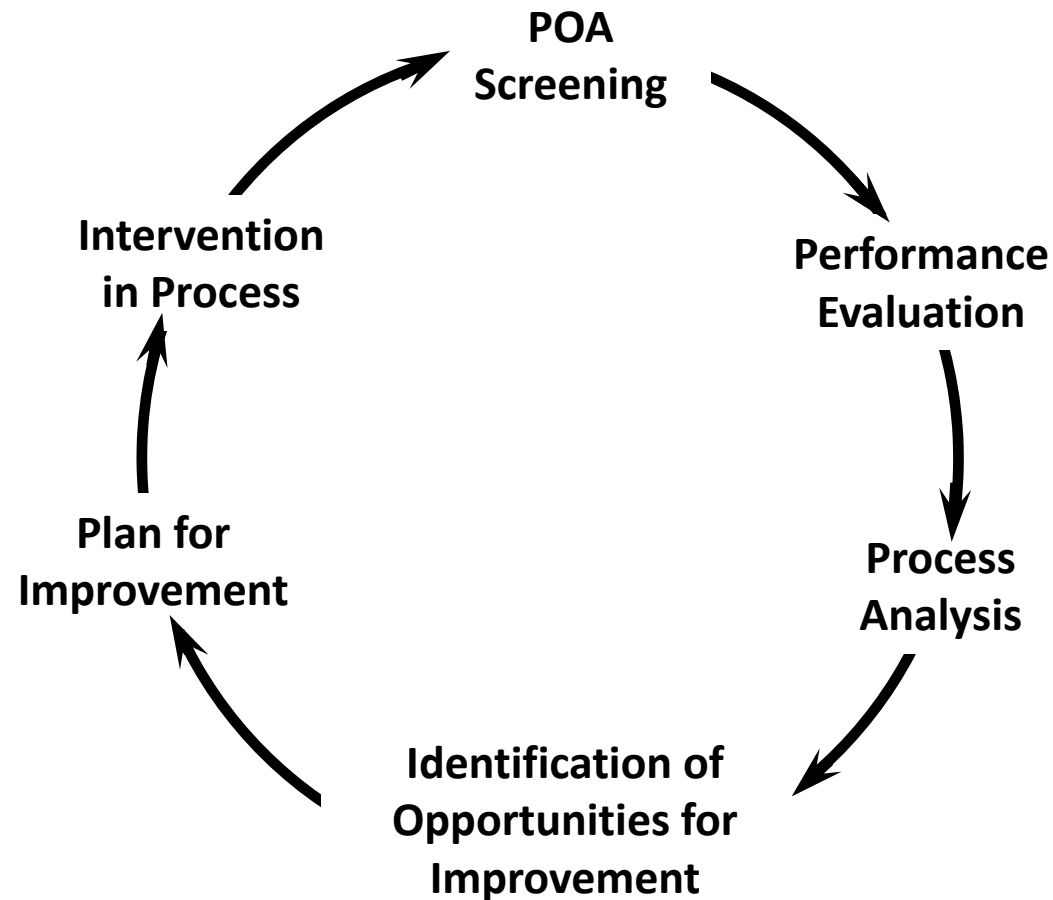 POA
Screening
Performance
Evaluation
Process
Analysis
Identification of
Opportunities for
Improvement
Plan for
Improvement
Intervention
in Process